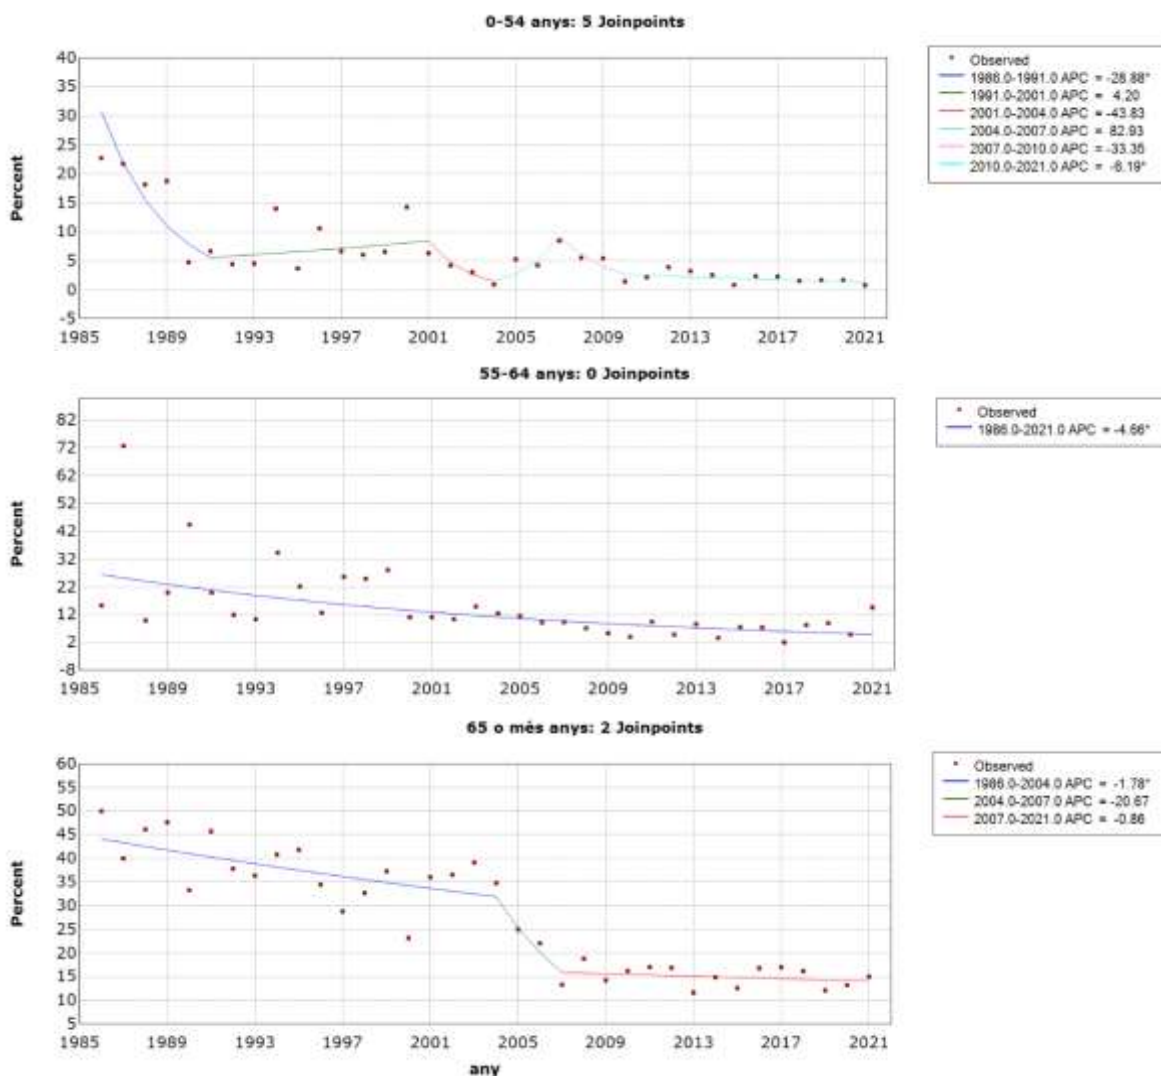 0-54 anys: 5 Joinpoints
Percent
40
35
30
25
20
15
10
5
0
-5
1985 1989 1993 1997 2001 2005 2009 2013 2017 2021
Observed
1986.0-1991.0 APC = -28.88*
1991.0-2001.0 APC = 4.20
2001.0-2004.0 APC = -43.83
2004.0-2007.0 APC = 82.93
2007.0-2010.0 APC = -33.35
2010.0-2021.0 APC = -6.19*
55-64 anys: 0 Joinpoints
Percent
82
72
62
52
42
32
22
12
2
-8
1985 1989 1993 1997 2001 2005 2009 2013 2017 2021
Observed
1986.0-2021.0 APC = -4.66*
65 o més anys: 2 Joinpoints
Percent
60
55
50
45
40
35
30
25
20
15
10
5
1985 1989 1993 1997 2001 2005 2009 2013 2017 2021
any
Observed
1986.0-2004.0 APC = -1.78*
2004.0-2007.0 APC = -20.67
2007.0-2021.0 APC = -0.86